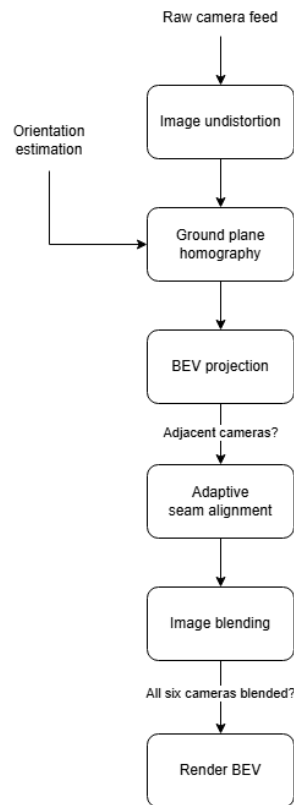 Raw camera feed
Image undistortion
Orientation
estimation
Ground plane
homography
BEV projection
Adjacent cameras?
Adaptive
seam alignment
Image blending
All six cameras blended?
Render BEV